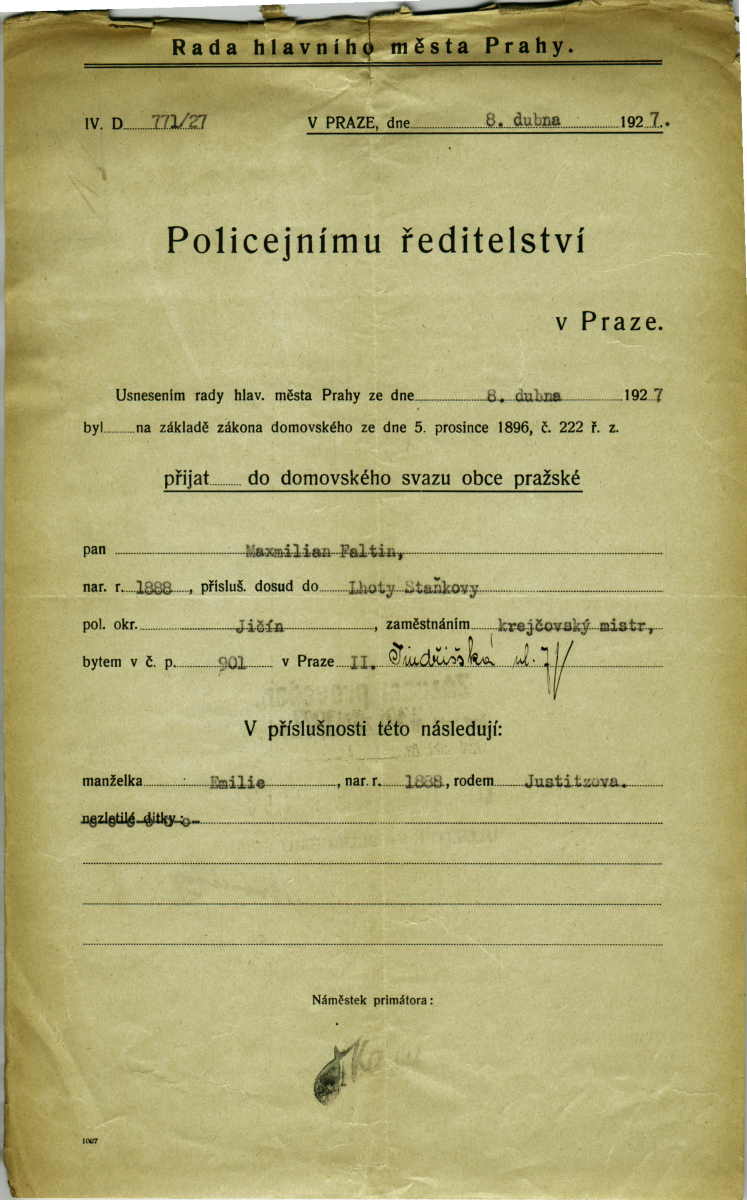 Rada hlavního města Prahy.
IV. D 771/27 V PRAZE, dne 8. dubna 1927.
Policejnímu ředitelství
v Praze.
Usnesením rady hlav. města Prahy ze dne 8. dubna 1927
byl na základě zákona domovského ze dne 5. prosince 1896, č. 222 ř. z.
přijat do domovského svazu obce pražské
pan Maxmilian Faltin,
nar. r. 1888, přísluš. dosud do Lhoty Staňkovy
pol. okr. Jičín, zaměstnáním krejčovský mistr,
bytem v č. p. 901 v Praze II. Jindřišská ul.
V příslušnosti této následují:
manželka Emilie, nar. r. 1888, rodem Justitzova.
nezletilé dítky:
Náměstek primátora:
1067